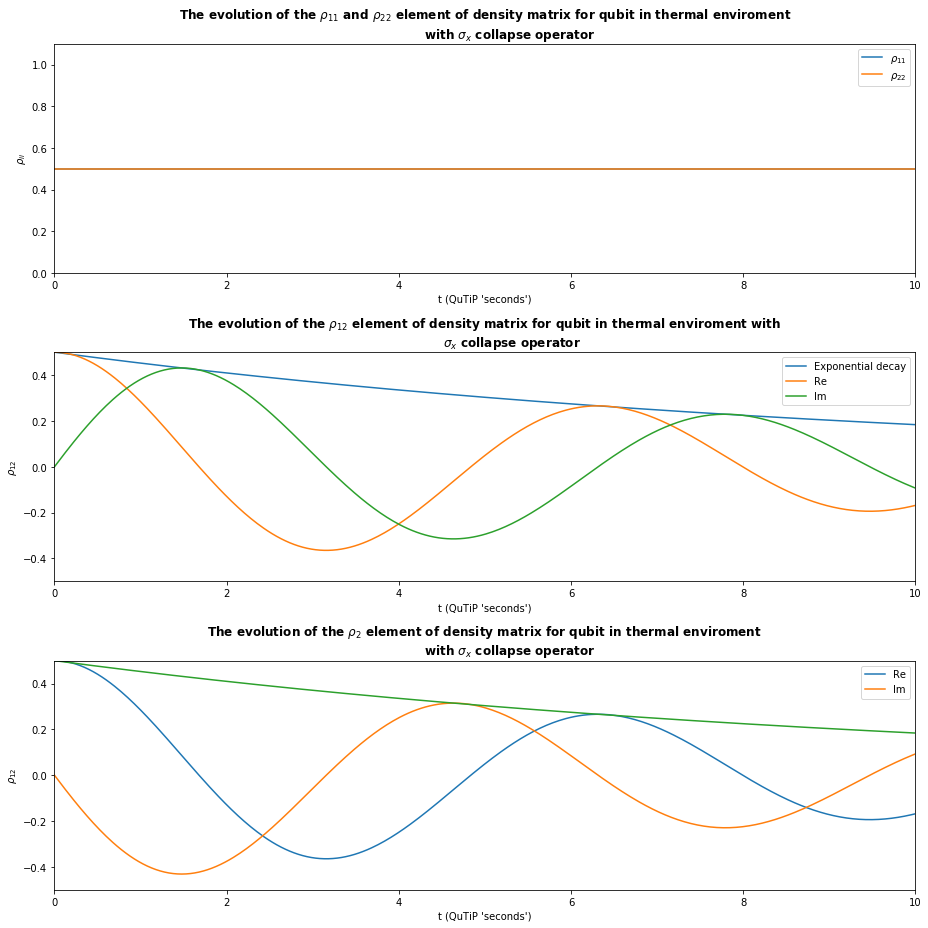 The evolution of the ρ₁₁ and ρ₂₂ element of density matrix for qubit in thermal enviroment
with σₓ collapse operator
1.0
0.8
0.6
0.4
0.2
0.0
ρᵢᵢ
ρ₁₁
ρ₂₂
0 2 4 6 8 10
t (QuTiP 'seconds')
The evolution of the ρ₁₂ element of density matrix for qubit in thermal enviroment with
σₓ collapse operator
0.4
0.2
0.0
−0.2
−0.4
ρ₁₂
Exponential decay
Re
Im
0 2 4 6 8 10
t (QuTiP 'seconds')
The evolution of the ρ₂ element of density matrix for qubit in thermal enviroment
with σₓ collapse operator
0.4
0.2
0.0
−0.2
−0.4
ρ₁₂
Re
Im
0 2 4 6 8 10
t (QuTiP 'seconds')